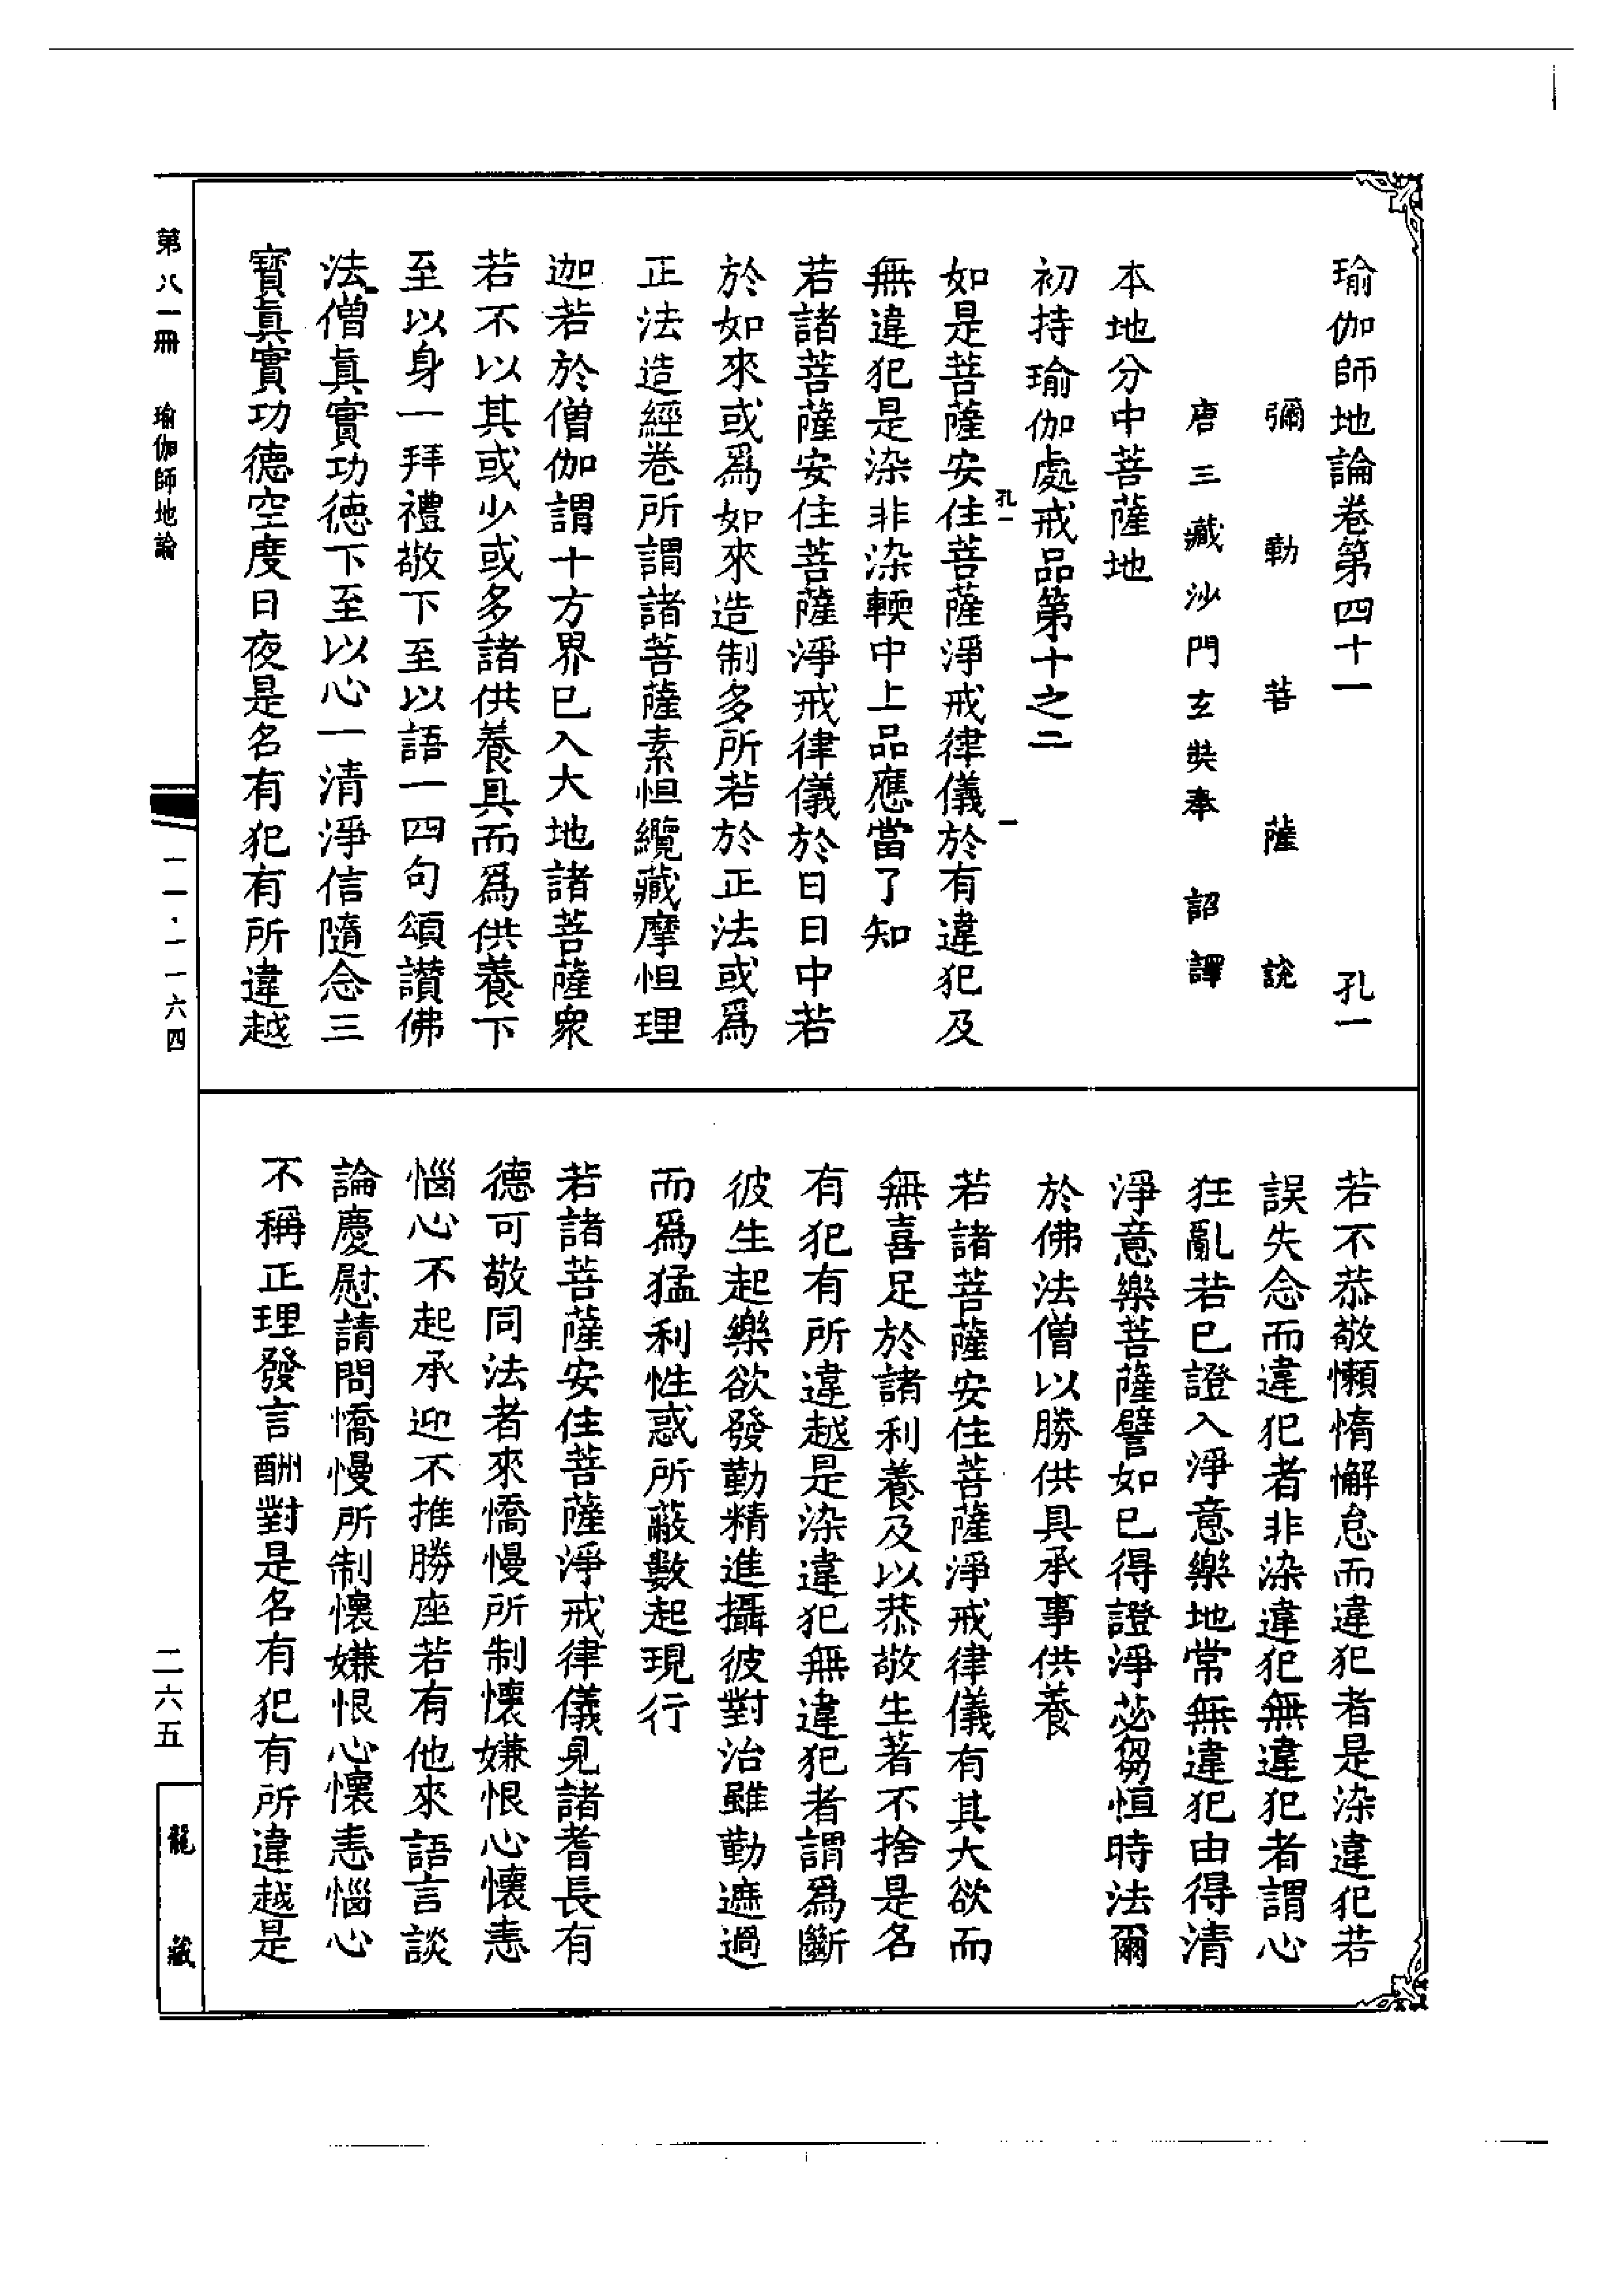 瑜伽師地論卷第四十一　孔一
彌勒菩薩說
唐三藏沙門玄奘奉　詔譯
本地分中菩薩地
初持瑜伽處戒品第十之二
孔一　一
如是菩薩安住菩薩淨戒律儀於有違犯及
無違犯是染非染輭中上品應當了知
若諸菩薩安住菩薩淨戒律儀於日日中若
於如來或爲如來造制多所若於正法或爲
正法造經卷所謂諸菩薩素怛纜藏摩怛理
迦若於僧伽謂十方界已入大地諸菩薩衆
若不以其或少或多諸供養具而爲供養下
至以身一拜禮敬下至以語一四句頌讚佛
法僧眞實功德下至以心一清淨信隨念三
寶眞實功德空度日夜是名有犯有所違越
若不恭敬懶惰懈怠而違犯者是染違犯若
誤失念而違犯者非染違犯無違犯者謂心
狂亂若已證入淨意樂地常無違犯由得清
淨意樂菩薩譬如已得證淨苾芻恒時法爾
於佛法僧以勝供具承事供養
若諸菩薩安住菩薩淨戒律儀有其大欲而
無喜足於諸利養及以恭敬生著不捨是名
有犯有所違越是染違犯無違犯者謂爲斷
彼生起樂欲發勤精進攝彼對治雖勤遮遏
而爲猛利性惑所蔽數起現行
若諸菩薩安住菩薩淨戒律儀見諸耆長有
德可敬同法者來憍慢所制懷嫌恨心懷恚
惱心不起承迎不推勝座若有他來語言談
論慶慰請問憍慢所制懷嫌恨心懷恚惱心
不稱正理發言酬對是名有犯有所違越是
第八一冊　瑜伽師地論
一一·一一六四
二六五
龍藏